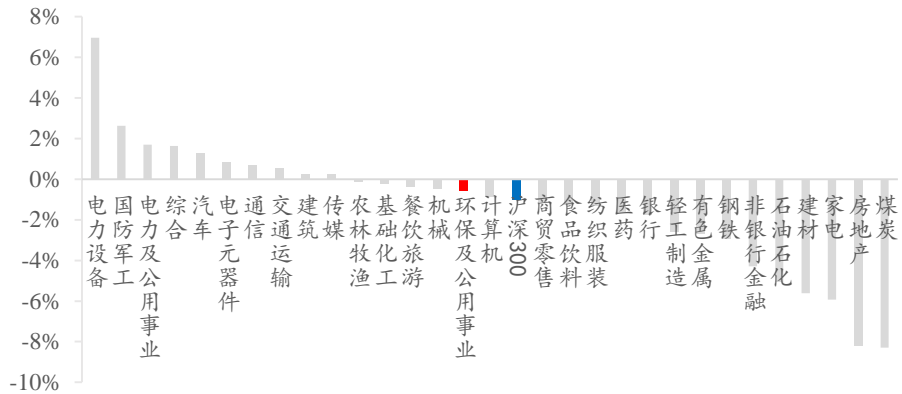 8%
6%
4%
2%
0%
-2%
-4%
-6%
-8%
-10%
电力设备
国防军工
电力及公用事业
综合
汽车
电子元器件
通信
交通运输
建筑
传媒
农林牧渔
基础化工
餐饮旅游
机械
环保及公用事业
计算机
沪深300
商贸零售
食品饮料
纺织服装
医药
银行
轻工制造
有色金属
钢铁
非银行金融
石油石化
建材
家电
房地产
煤炭